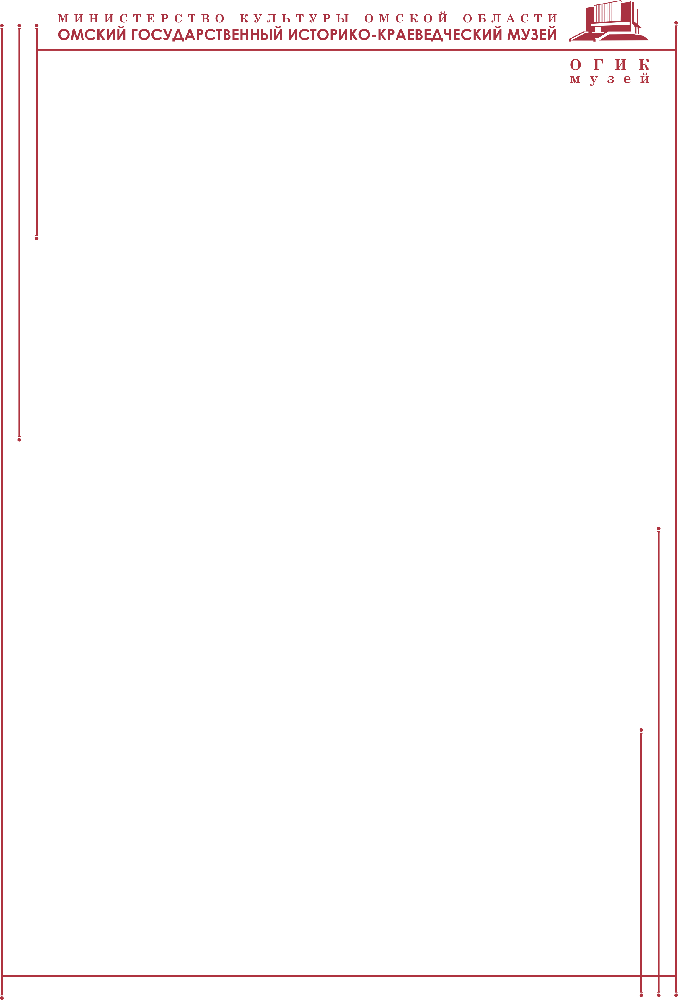 МИНИСТЕРСТВО КУЛЬТУРЫ ОМСКОЙ ОБЛАСТИ
ОМСКИЙ ГОСУДАРСТВЕННЫЙ ИСТОРИКО-КРАЕВЕДЧЕСКИЙ МУЗЕЙ
ОГИК
музей